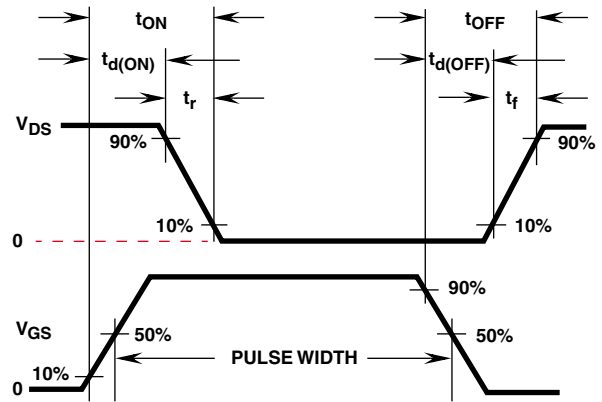 tON tOFF
td(ON) td(OFF)
tr tf
VDS
90% 90%
10% 10%
0
90%
VGS 50% 50%
PULSE WIDTH
10%
0